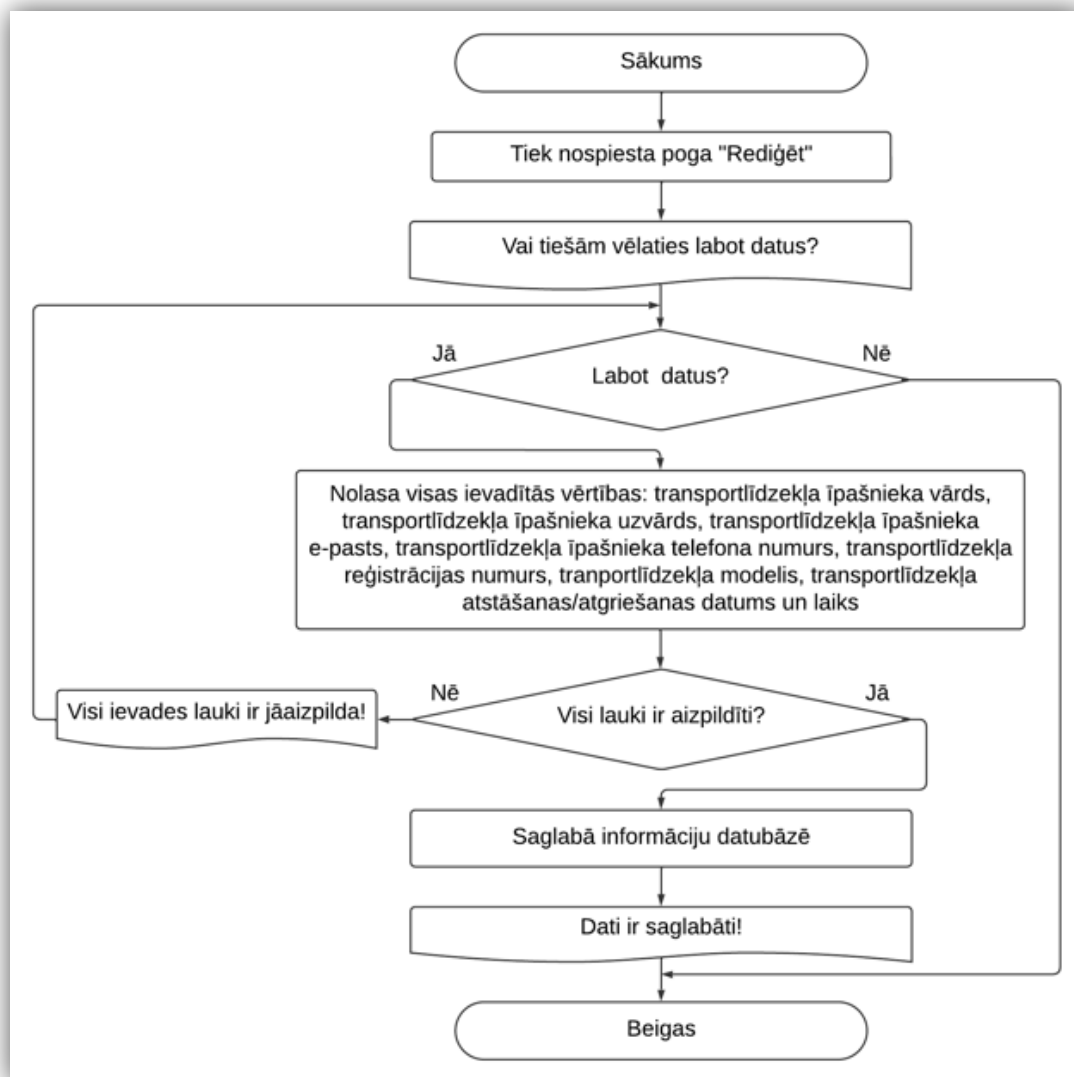 Sākums
Tiek nospiesta poga "Rediģēt"
Vai tiešām vēlaties labot datus?
Jā
Nē
Labot datus?
Nolasa visas ievadītās vērtības: transportlīdzekļa īpašnieka vārds,
transportlīdzekļa īpašnieka uzvārds, transportlīdzekļa īpašnieka
e-pasts, transportlīdzekļa īpašnieka telefona numurs, transportlīdzekļa
reģistrācijas numurs, tranportlīdzekļa modelis, transportlīdzekļa
atstāšanas/atgriešanas datums un laiks
Nē
Jā
Visi ievades lauki ir jāaizpilda!
Visi lauki ir aizpildīti?
Saglabā informāciju datubāzē
Dati ir saglabāti!
Beigas